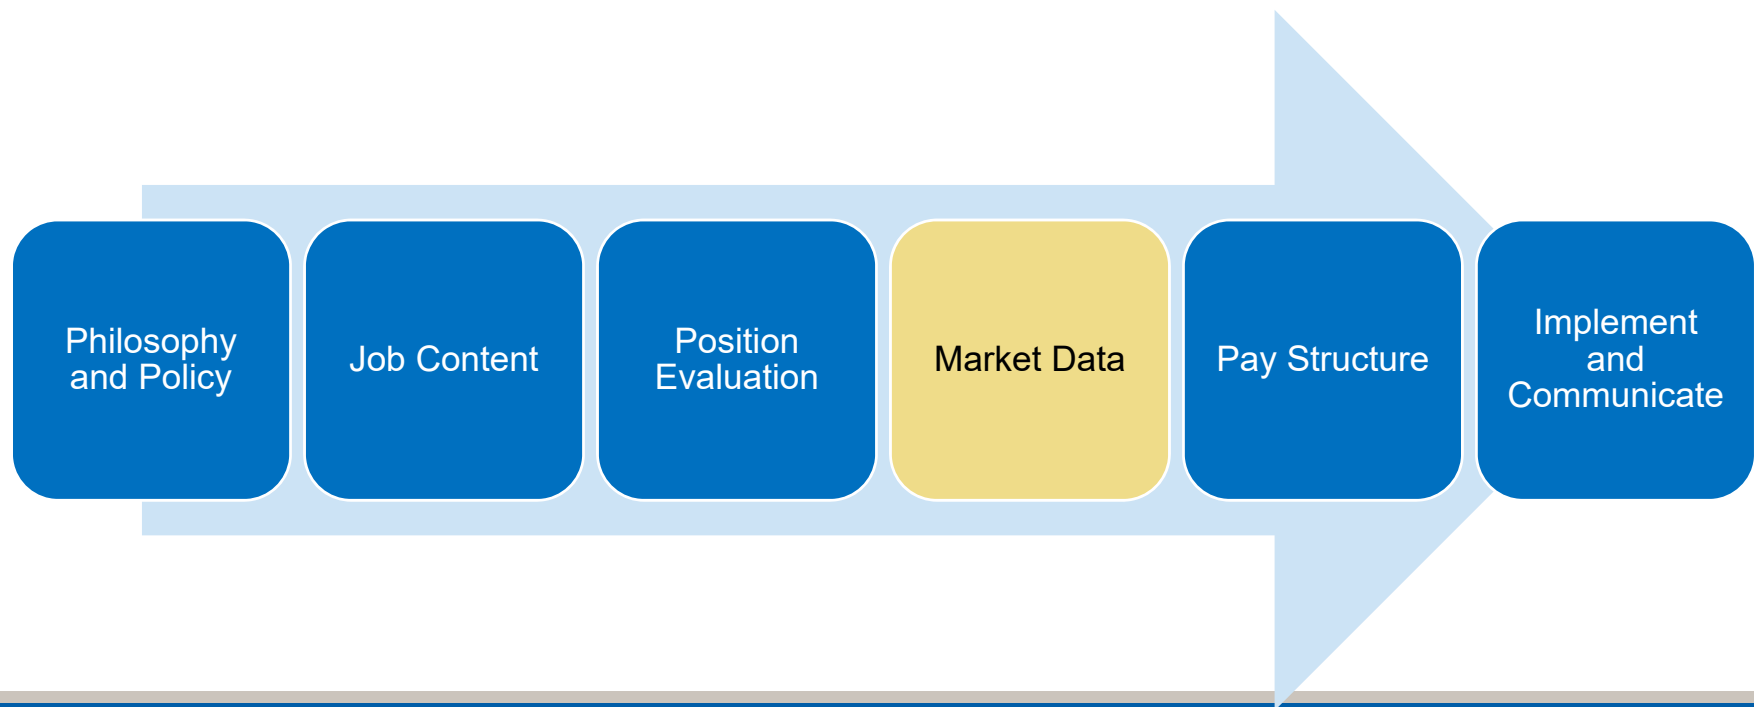 Philosophy
and Policy
Job Content
Position
Evaluation
Market Data
Pay Structure
Implement
and
Communicate